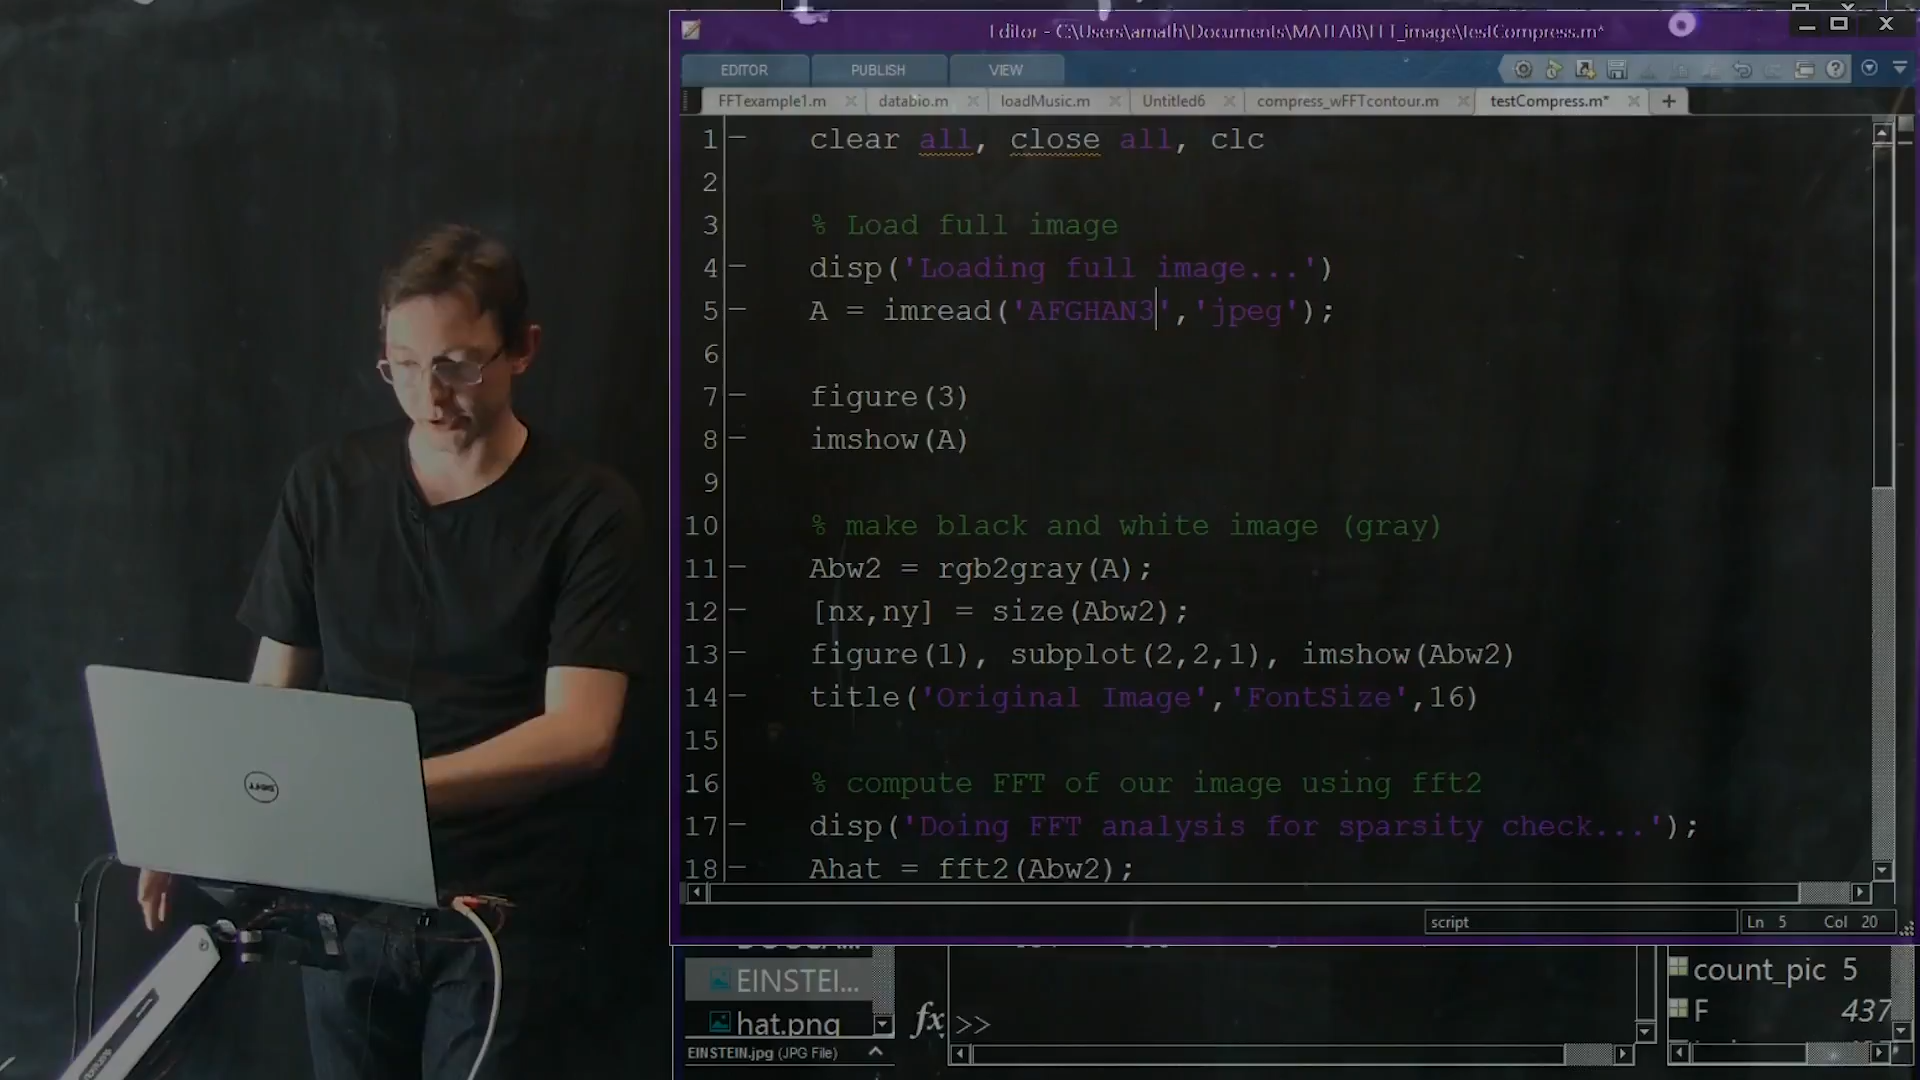 Editor - C:\Users\amath\Documents\MATLAB\FFT_image\testCompress.m*
EDITOR PUBLISH VIEW
FFTexample1.m databio.m loadMusic.m Untitled6 compress_wFFTcontour.m testCompress.m* +
1 clear all, close all, clc
2
3 % Load full image
4 disp('Loading full image...')
5 A = imread('AFGHAN3','jpeg');
6
7 figure(3)
8 imshow(A)
9
10 % make black and white image (gray)
11 Abw2 = rgb2gray(A);
12 [nx,ny] = size(Abw2);
13 figure(1), subplot(2,2,1), imshow(Abw2)
14 title('Original Image','FontSize',16)
15
16 % compute FFT of our image using fft2
17 disp('Doing FFT analysis for sparsity check...');
18 Ahat = fft2(Abw2);
script Ln 5 Col 20
EINSTEI...
hat.png
EINSTEIN.jpg (JPG File)
fx >>
count_pic 5
F 437
DELL